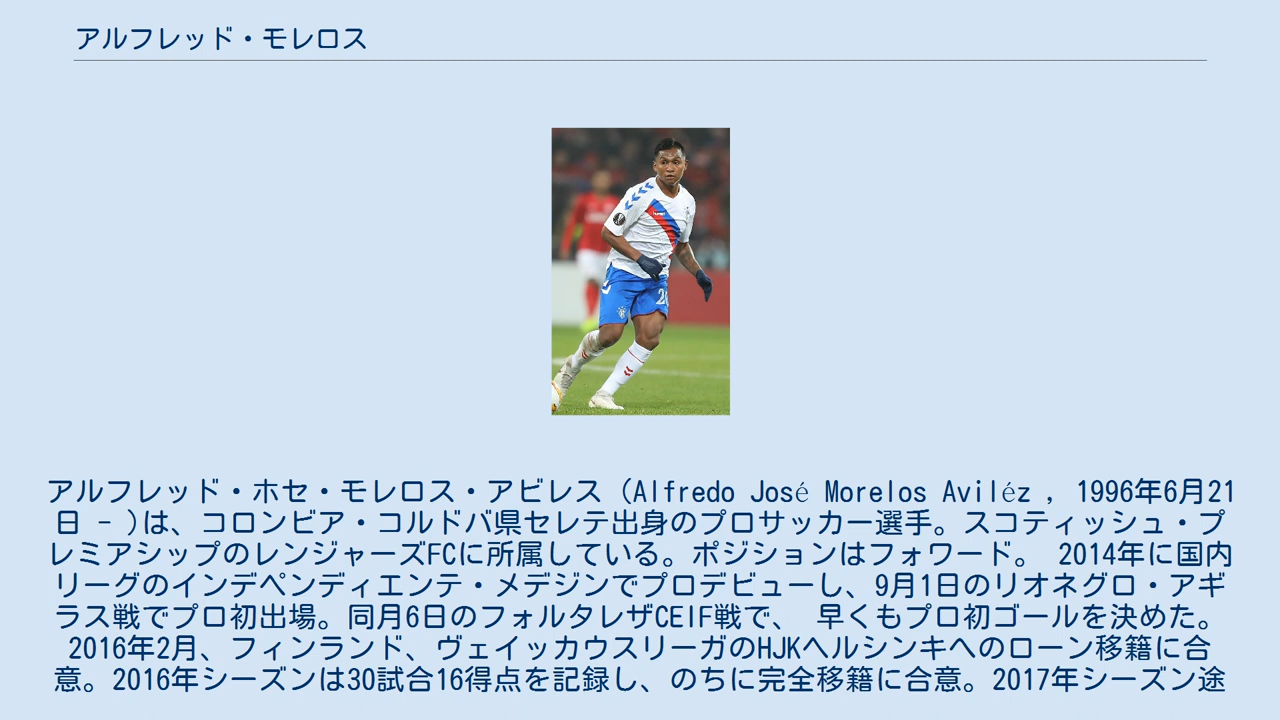 アルフレッド・モレロス
アルフレッド・ホセ・モレロス・アビレス (Alfredo José Morelos Aviléz , 1996年6月21
日 - )は、コロンビア・コルドバ県セレテ出身のプロサッカー選手。スコティッシュ・プ
レミアシップのレンジャーズFCに所属している。ポジションはフォワード。 2014年に国内
リーグのインデペンディエンテ・メデジンでプロデビューし、9月1日のリオネグロ・アギ
ラス戦でプロ初出場。同月6日のフォルタレザCEIF戦で、 早くもプロ初ゴールを決めた。
2016年2月、フィンランド、ヴェイッカウスリーガのHJKヘルシンキへのローン移籍に合
意。2016年シーズンは30試合16得点を記録し、のちに完全移籍に合意。2017年シーズン途